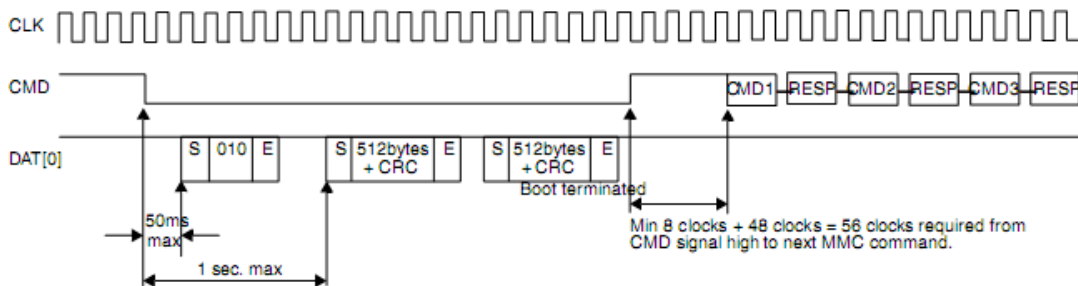 CLK
CMD
CMD1 RESP CMD2 RESP CMD3 RESP
DAT[0]
S 010 E S 512bytes + CRC E S 512bytes + CRC E
Boot terminated
50ms
max
Min 8 clocks + 48 clocks = 56 clocks required from
CMD signal high to next MMC command.
1 sec. max